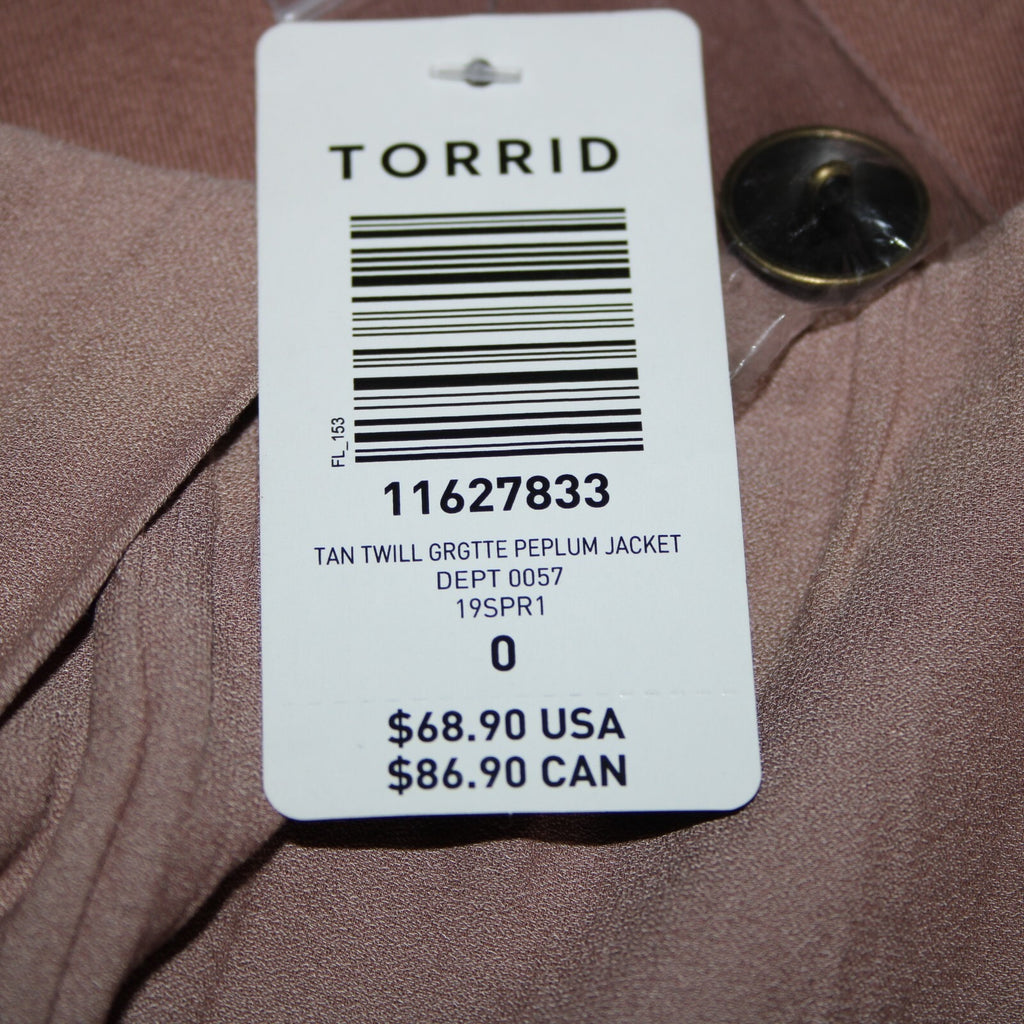 TORRID
FL_153
11627833
TAN TWILL GRGTTE PEPLUM JACKET
DEPT 0057
19SPR1
0
$68.90 USA
$86.90 CAN